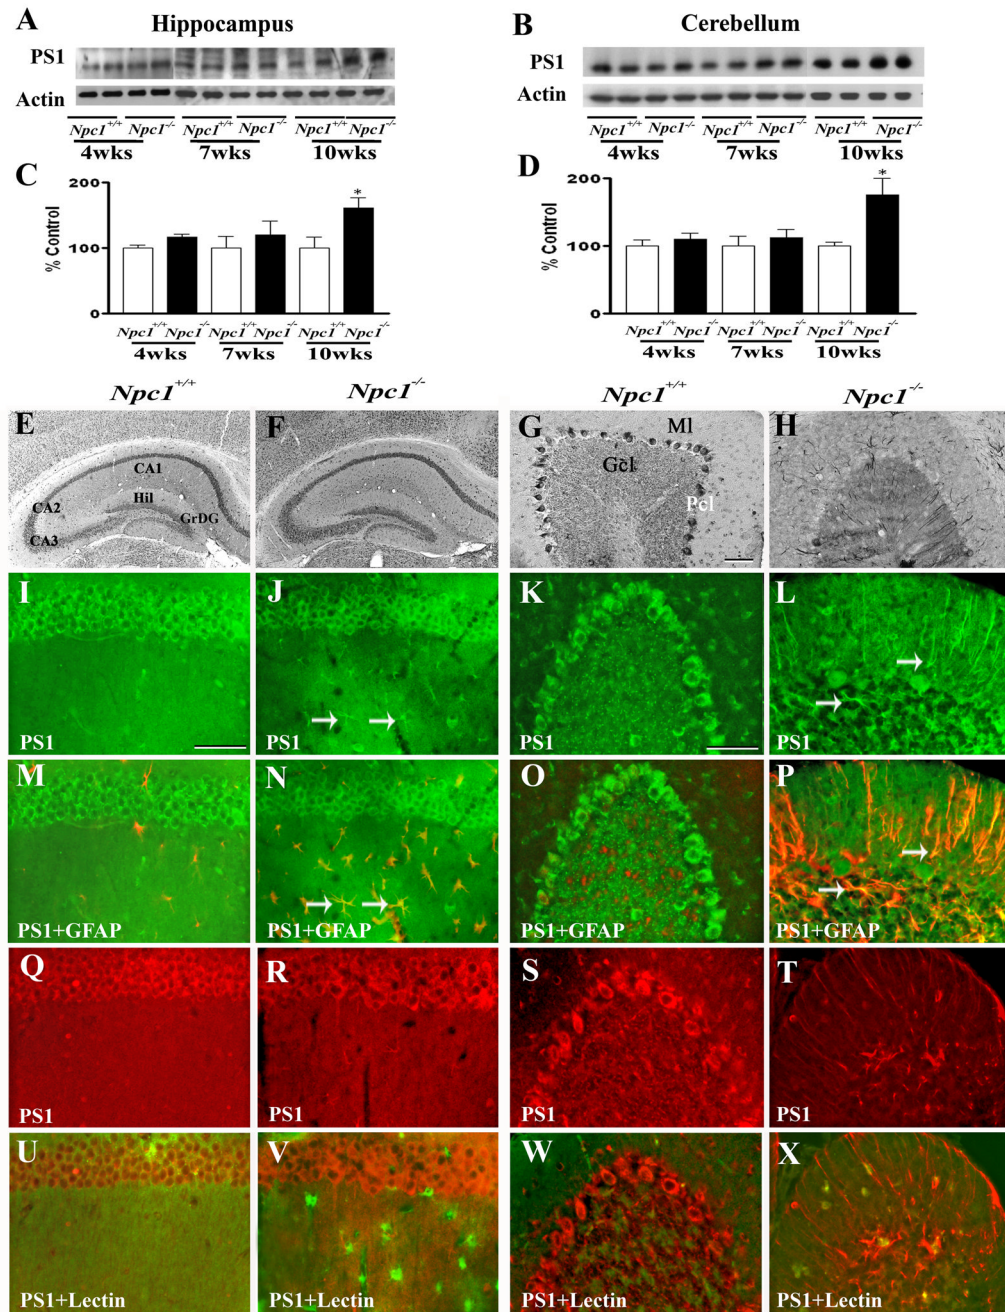 A Hippocampus
PS1
Actin
Npc1+/+ Npc1-/- Npc1+/+ Npc1-/- Npc1+/+ Npc1-/-
4wks 7wks 10wks
B Cerebellum
PS1
Actin
Npc1+/+ Npc1-/- Npc1+/+ Npc1-/- Npc1+/+ Npc1-/-
4wks 7wks 10wks
C
% Control
200
100
0
*
Npc1+/+ Npc1-/- Npc1+/+ Npc1-/- Npc1+/+ Npc1-/-
4wks 7wks 10wks
D
% Control
200
100
0
*
Npc1+/+ Npc1-/- Npc1+/+ Npc1-/- Npc1+/+ Npc1-/-
4wks 7wks 10wks
Npc1+/+ Npc1-/- Npc1+/+ Npc1-/-
E
CA1
CA2
Hil
GrDG
CA3
F
G
Ml
Gcl
Pcl
H
I
PS1
J
PS1
K
PS1
L
PS1
M
PS1+GFAP
N
PS1+GFAP
O
PS1+GFAP
P
PS1+GFAP
Q
PS1
R
PS1
S
PS1
T
PS1
U
PS1+Lectin
V
PS1+Lectin
W
PS1+Lectin
X
PS1+Lectin